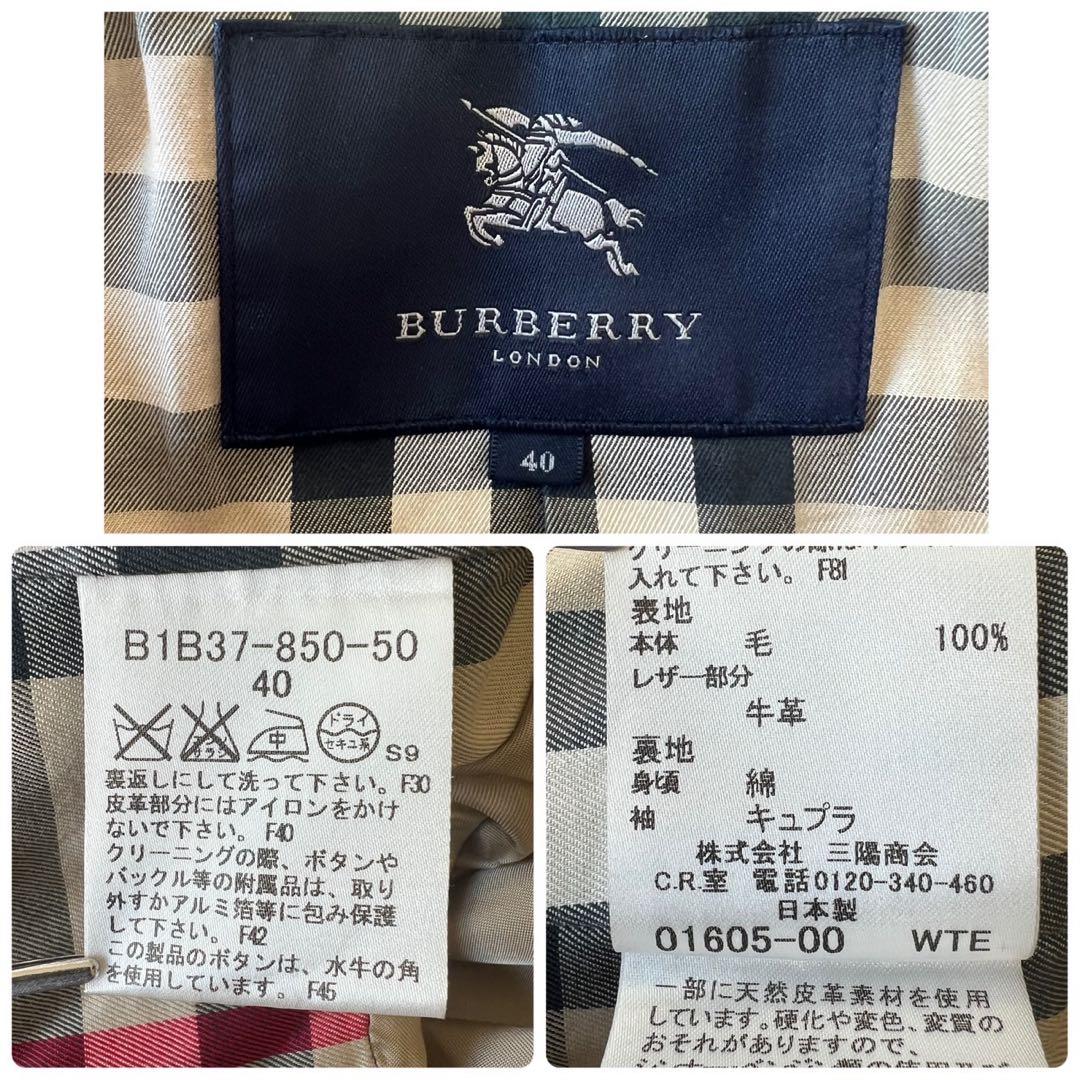 BURBERRY
LONDON
40
B1B37-850-50
40
中
ドライ
セキユ系
S9
裏返しにして洗って下さい。F30
皮革部分にはアイロンをかけ
ないで下さい。F40
クリーニングの際、ボタンや
バックル等の附属品は、取り
外すかアルミ箔等に包み保護
して下さい。F42
この製品のボタンは、水牛の角
を使用しています。F45
入れて下さい。F81
表地
本体 毛 100%
レザー部分
牛革
裏地
身頃 綿
袖 キュプラ
株式会社 三陽商会
C.R.室 電話0120-340-460
日本製
01605-00 WTE
一部に天然皮革素材を使用
しています。硬化や変色、変質の
おそれがありますので、